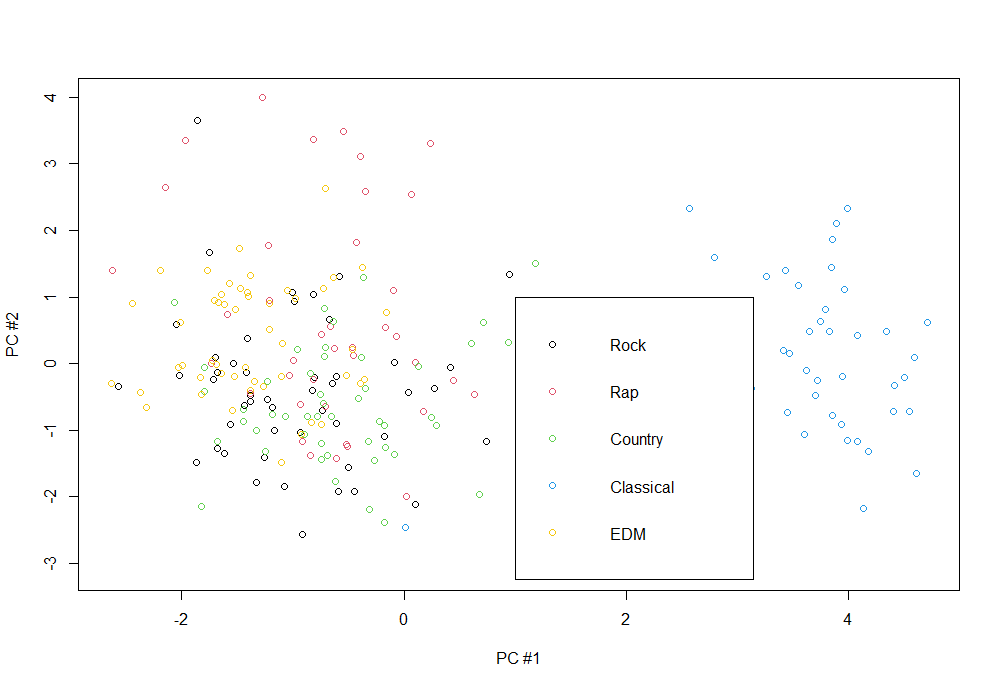 4
3
2
1
0
-1
-2
-3
PC #2
Rock
Rap
Country
Classical
EDM
-2 0 2 4
PC #1